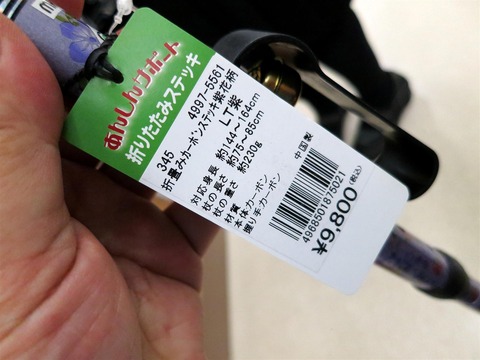 あんしんサポート
折りたたみステッキ
345 4997-5561
折畳みカーボンステッキ紫花柄
LT紫
対応身長 約144〜164cm
杖の長さ 約75〜85cm
杖の重さ 約230g
材質 本体カーボン
握り手カーボン
中国製
4968501875021
¥9,800(税込)